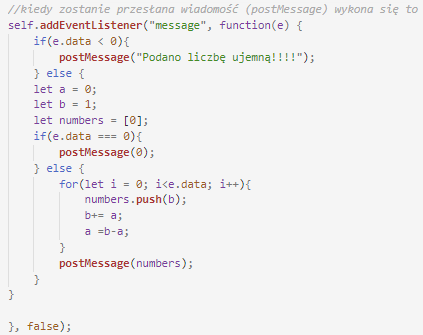 //kiedy zostanie przesłana wiadomość (postMessage) wykona się to
self.addEventListener("message", function(e) {
    if(e.data < 0){
        postMessage("Podano liczbę ujemną!!!!");
    } else {
    let a = 0;
    let b = 1;
    let numbers = [0];
    if(e.data === 0){
        postMessage(0);
    } else {
        for(let i = 0; i<e.data; i++){
            numbers.push(b);
            b+= a;
            a =b-a;
        }
        postMessage(numbers);
    }
}

}, false);